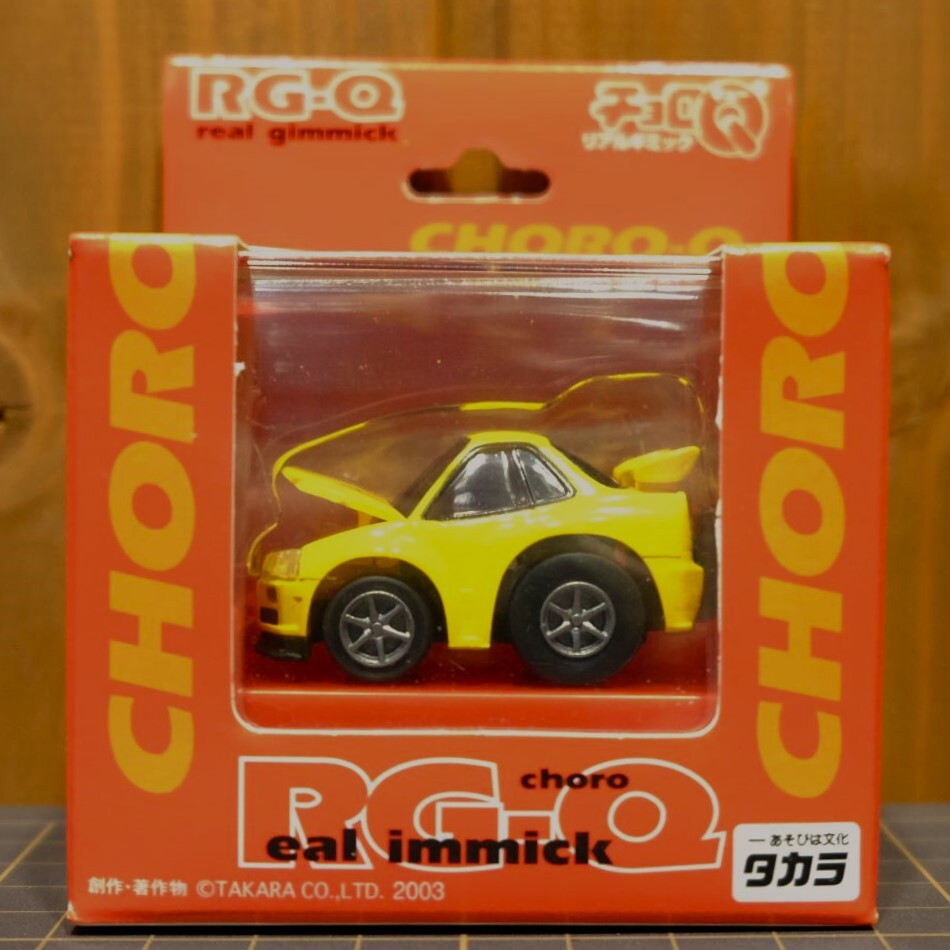 RG-Q
real gimmick
チョロQ
リアルギミック
CHORO-Q
CHORO
CHORO
RG-Q
choro
eal immick
創作・著作物 ©TAKARA CO.,LTD. 2003
―あそびは文化
タカラ